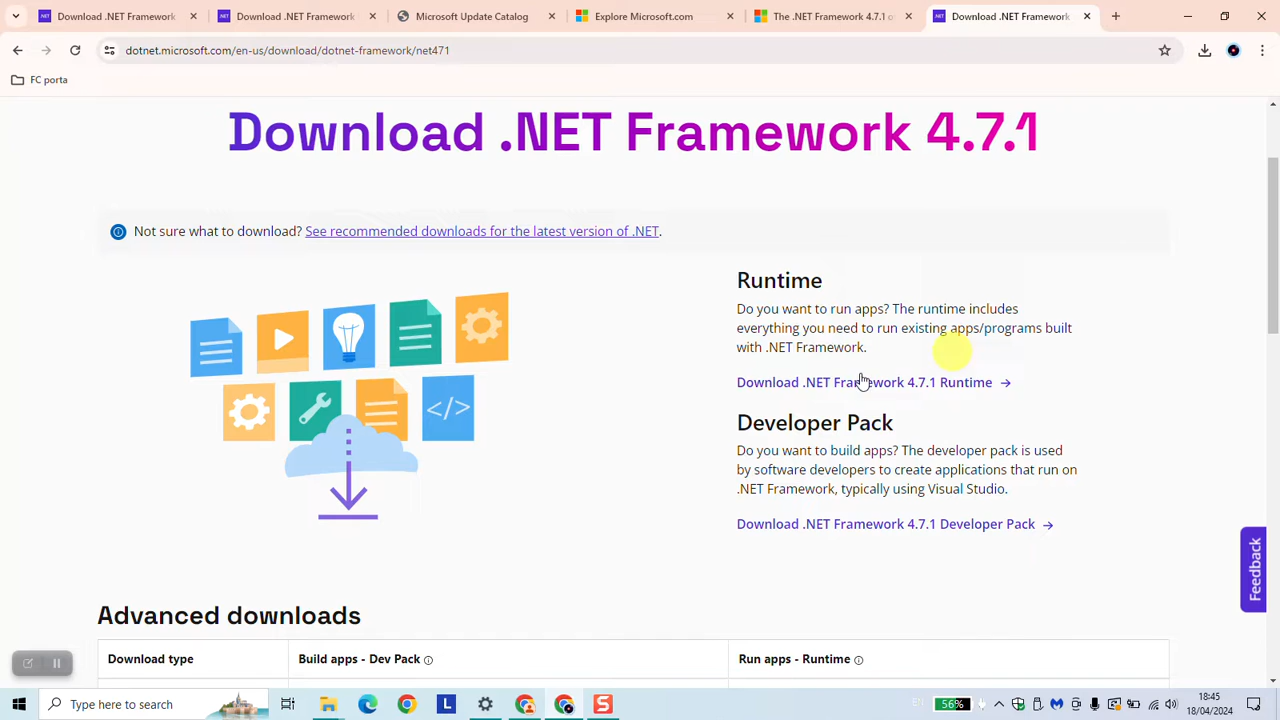 Download .NET Framework
Download .NET Framework
Microsoft Update Catalog
Explore Microsoft.com
The .NET Framework 4.7.1 o
Download .NET Framework
dotnet.microsoft.com/en-us/download/dotnet-framework/net471
FC porta
Download .NET Framework 4.7.1
Not sure what to download? See recommended downloads for the latest version of .NET.
Runtime
Do you want to run apps? The runtime includes
everything you need to run existing apps/programs built
with .NET Framework.
Download .NET Framework 4.7.1 Runtime
Developer Pack
Do you want to build apps? The developer pack is used
by software developers to create applications that run on
.NET Framework, typically using Visual Studio.
Download .NET Framework 4.7.1 Developer Pack
Feedback
Advanced downloads
Download type
Build apps - Dev Pack
Run apps - Runtime
Type here to search
L
S
EN
56%
18:45
18/04/2024